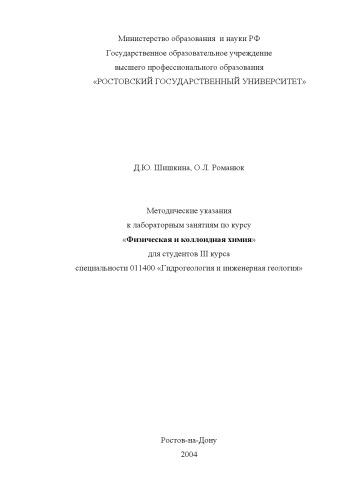 Министерство образования и науки РФ
Государственное образовательное учреждение
высшего профессионального образования
«РОСТОВСКИЙ ГОСУДАРСТВЕННЫЙ УНИВЕРСИТЕТ»
Д.Ю. Шишкина, О.Л. Романюк
Методические указания
к лабораторным занятиям по курсу
«Физическая и коллоидная химия»
для студентов III курса
специальности 011400 «Гидрогеология и инженерная геология»
Ростов-на-Дону
2004